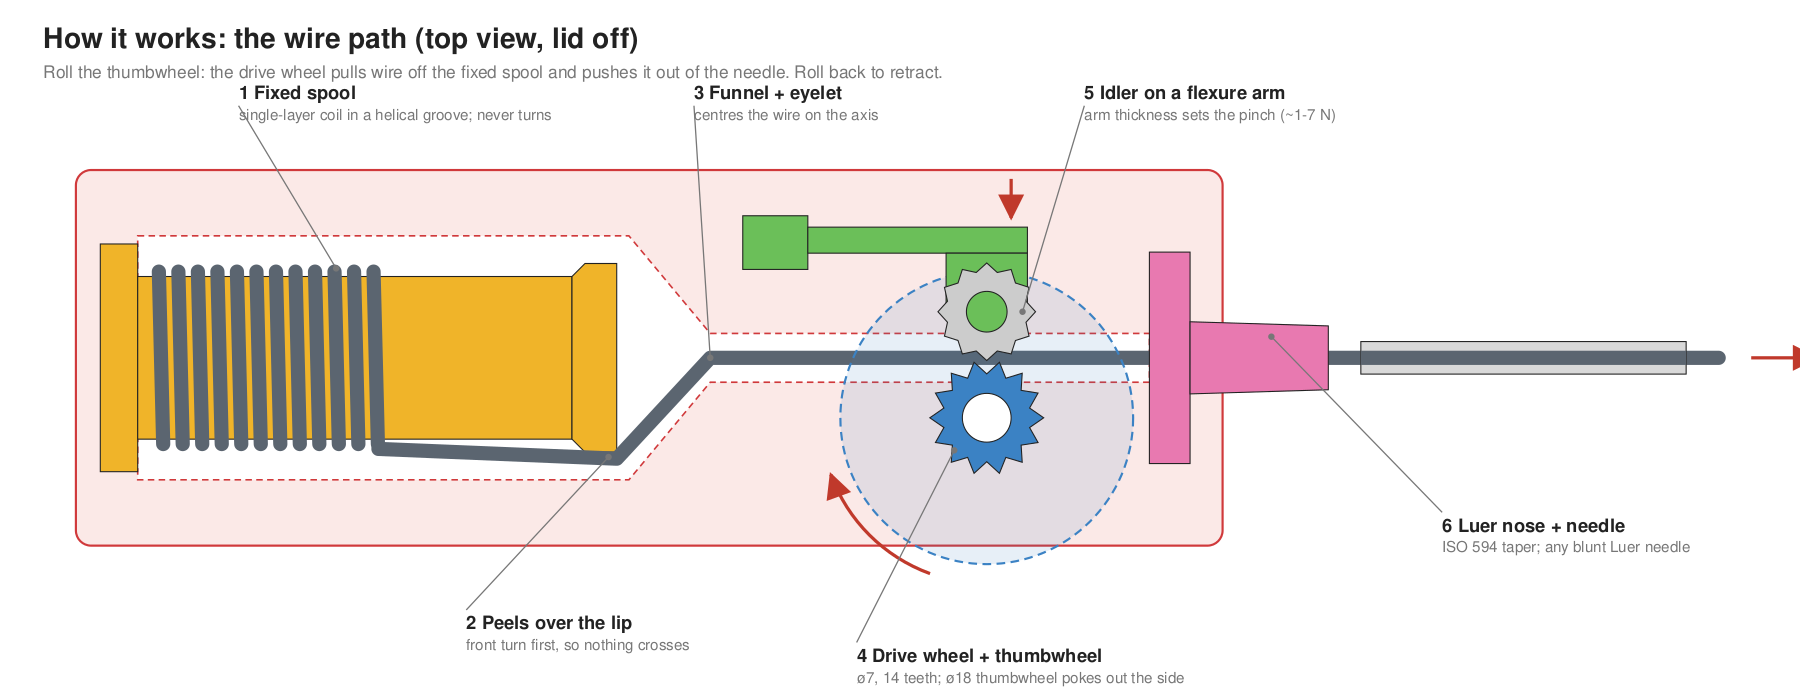 How it works: the wire path (top view, lid off)
Roll the thumbwheel: the drive wheel pulls wire off the fixed spool and pushes it out of the needle. Roll back to retract.
1 Fixed spool
single-layer coil in a helical groove; never turns
3 Funnel + eyelet
centres the wire on the axis
5 Idler on a flexure arm
arm thickness sets the pinch (~1-7 N)
6 Luer nose + needle
ISO 594 taper; any blunt Luer needle
2 Peels over the lip
front turn first, so nothing crosses
4 Drive wheel + thumbwheel
ø7, 14 teeth; ø18 thumbwheel pokes out the side